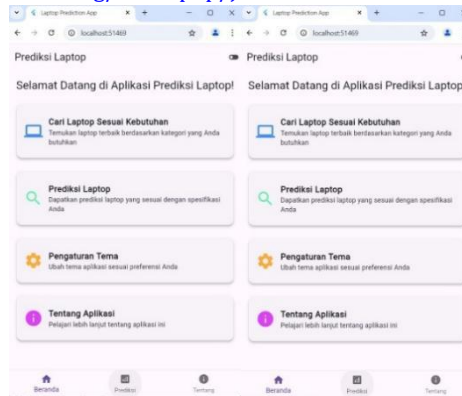 Laptop Prediction App
localhost:51469
Prediksi Laptop
Selamat Datang di Aplikasi Prediksi Laptop!
Cari Laptop Sesuai Kebutuhan
Temukan laptop terbaik berdasarkan kategori yang Anda
butuhkan
Prediksi Laptop
Dapatkan prediksi laptop yang sesuai dengan spesifikasi
Anda
Pengaturan Tema
Ubah tema aplikasi sesuai preferensi Anda
Tentang Aplikasi
Pelajari lebih lanjut tentang aplikasi ini
Beranda Prediksi Tentang
Laptop Prediction App
localhost:51469
Prediksi Laptop
Selamat Datang di Aplikasi Prediksi Laptop
Cari Laptop Sesuai Kebutuhan
Temukan laptop terbaik berdasarkan kategori yang Anda
butuhkan
Prediksi Laptop
Dapatkan prediksi laptop yang sesuai dengan spesifikasi
Anda
Pengaturan Tema
Ubah tema aplikasi sesuai preferensi Anda
Tentang Aplikasi
Pelajari lebih lanjut tentang aplikasi ini
Beranda Prediksi Tentang